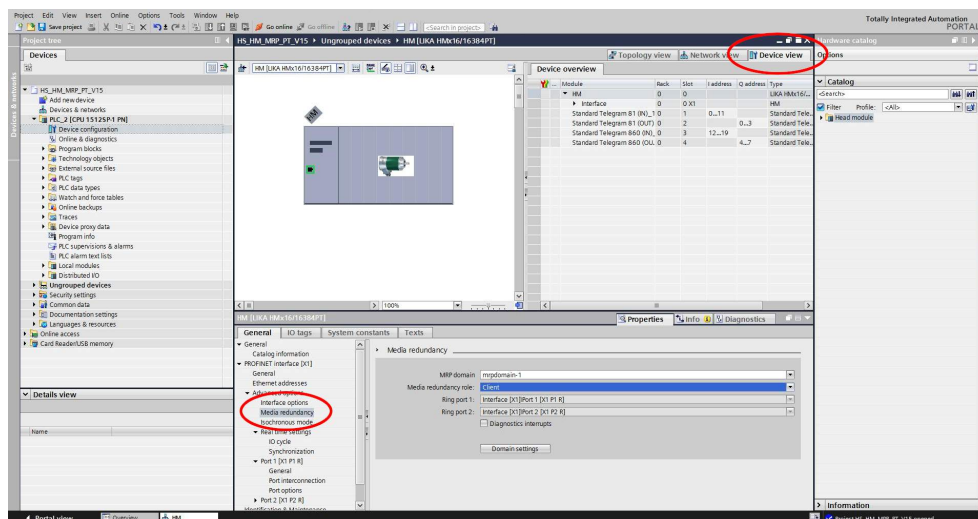 Project Edit View Insert Online Options Tools Window Help
Totally Integrated Automation
PORTAL
Save project
Go online
Go offline
<Search in project>
Project tree
HS_HM_MRP_PT_V15 ▸ Ungrouped devices ▸ HM [LIKA HMx16/16384PT]
Hardware catalog
Devices
Topology view
Network view
Device view
Options
HM [LIKA HMx16/16384PT]
Device overview
Module Rack Slot I address Q address Type
HM 0 0 LIKA HMx16/...
Interface 0 0 X1 HM
Standard Telegram 81 (IN)_1 0 1 0...11 Standard Tele..
Standard Telegram 81 (OUT) 0 2 0...3 Standard Tele..
Standard Telegram 860 (IN)_ 0 3 12...19 Standard Tele..
Standard Telegram 860 (OU.. 0 4 4...7 Standard Tele..
Catalog
<Search>
Filter Profile: <All>
Head module
HS_HM_MRP_PT_V15
Add new device
Devices & networks
PLC_2 [CPU 1512SP-1 PN]
Device configuration
Online & diagnostics
Program blocks
Technology objects
External source files
PLC tags
PLC data types
Watch and force tables
Online backups
Traces
Device proxy data
Program info
PLC supervisions & alarms
PLC alarm text lists
Local modules
Distributed I/O
Ungrouped devices
Security settings
Common data
Documentation settings
Languages & resources
Online access
Card Reader/USB memory
HM
100%
HM [LIKA HMx16/16384PT]
Properties
Info
Diagnostics
General IO tags System constants Texts
General
Catalog information
PROFINET interface [X1]
General
Ethernet addresses
Advanced options
Interface options
Media redundancy
Isochronous mode
Real time settings
IO cycle
Synchronization
Port 1 [X1 P1 R]
General
Port interconnection
Port options
Port 2 [X1 P2 R]
Identification & Maintenance
Media redundancy
MRP domain mrpdomain-1
Media redundancy role: Client
Ring port 1: Interface [X1]\Port 1 [X1 P1 R]
Ring port 2: Interface [X1]\Port 2 [X1 P2 R]
Diagnostics interrupts
Domain settings
Details view
Name
Information
Portal view
Overview
HM
Project HS_HM_MRP_PT_V15 opened.